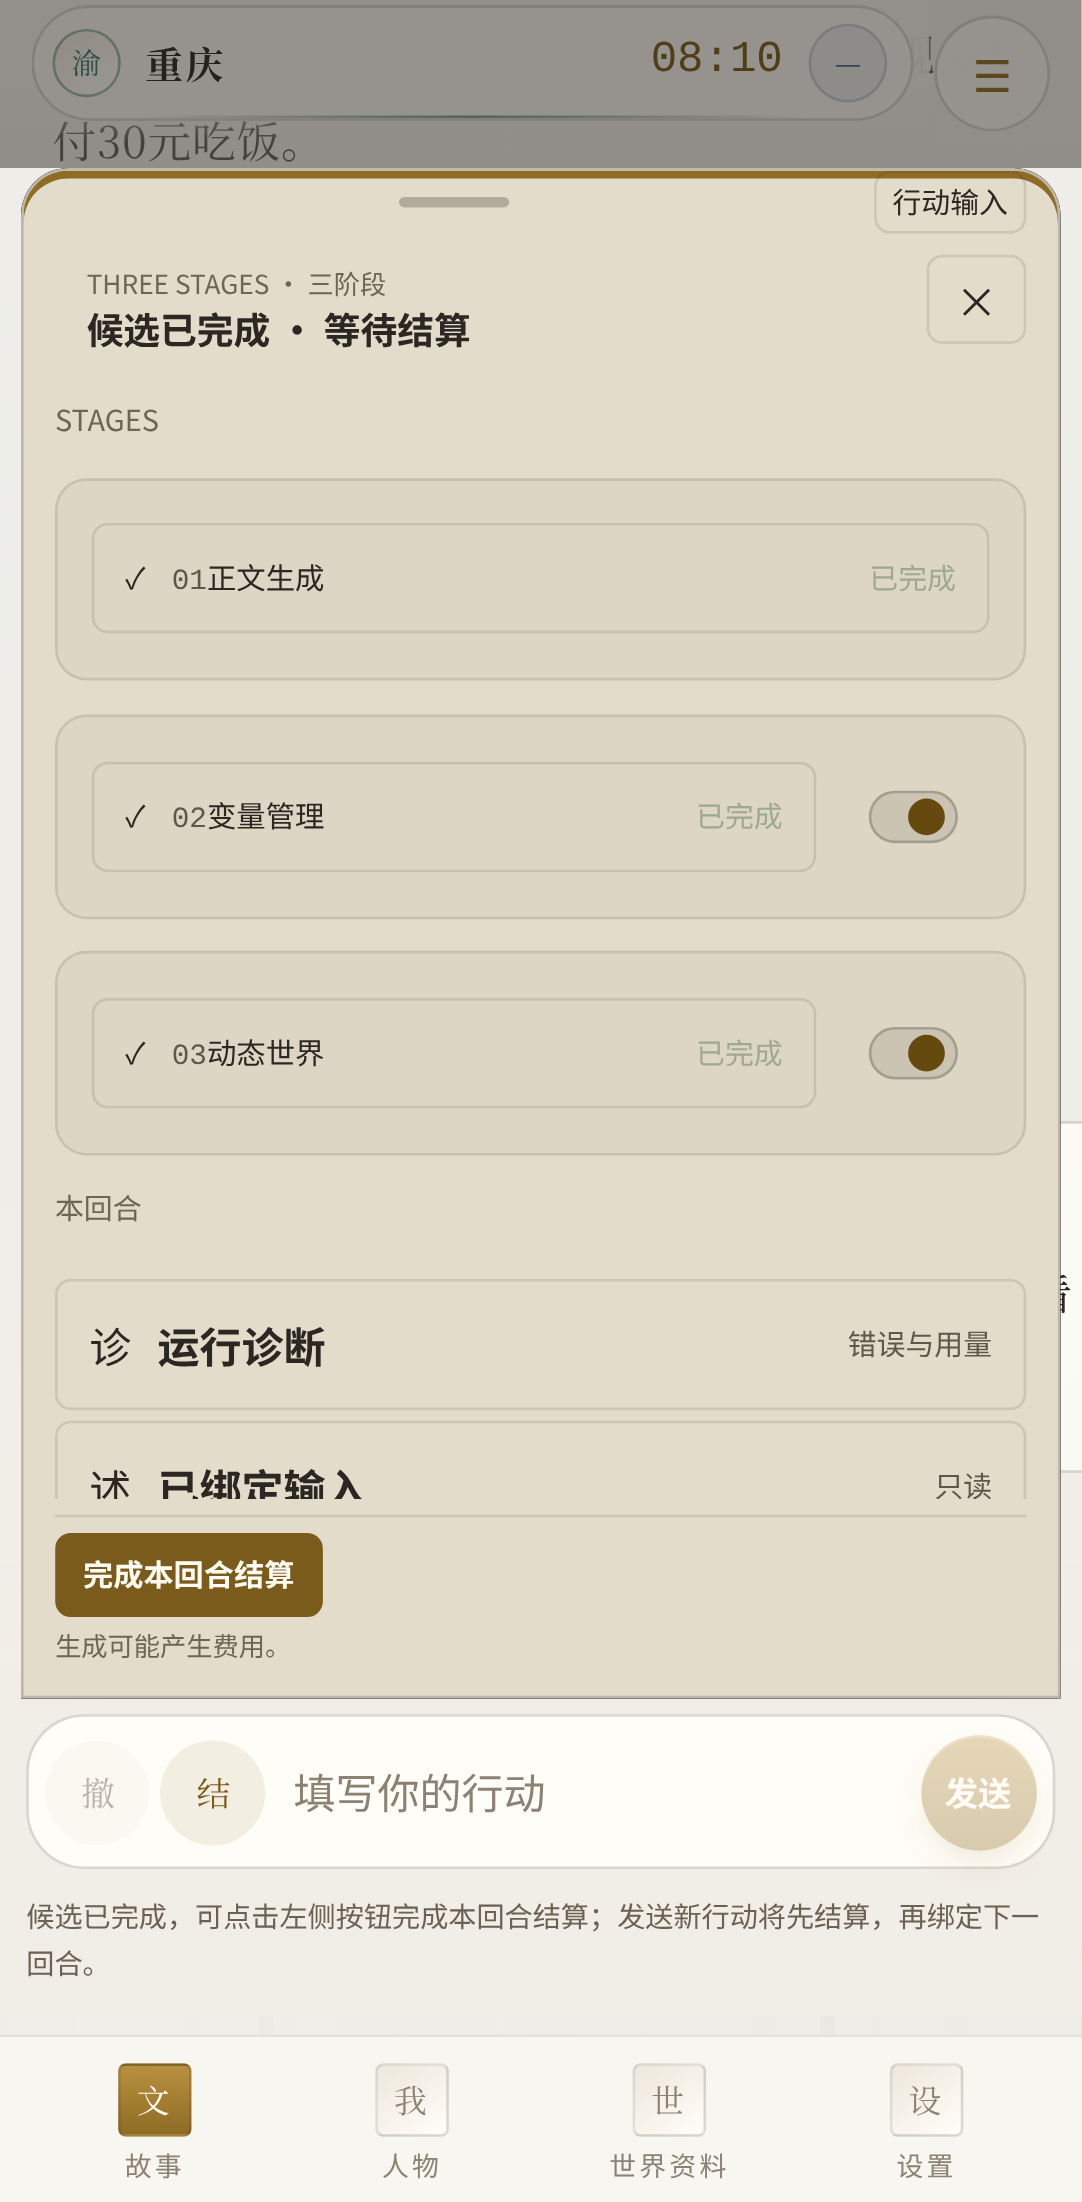 渝 重庆 08:10 — ☰
付30元吃饭。
行动输入
THREE STAGES · 三阶段
候选已完成 · 等待结算
STAGES
✓ 01正文生成 已完成
✓ 02变量管理 已完成
✓ 03动态世界 已完成
本回合
诊 运行诊断 错误与用量
述 已绑定输入 只读
完成本回合结算
生成可能产生费用。
撤 结 填写你的行动 发送
候选已完成，可点击左侧按钮完成本回合结算；发送新行动将先结算，再绑定下一
回合。
文 我 世 设
故事 人物 世界资料 设置